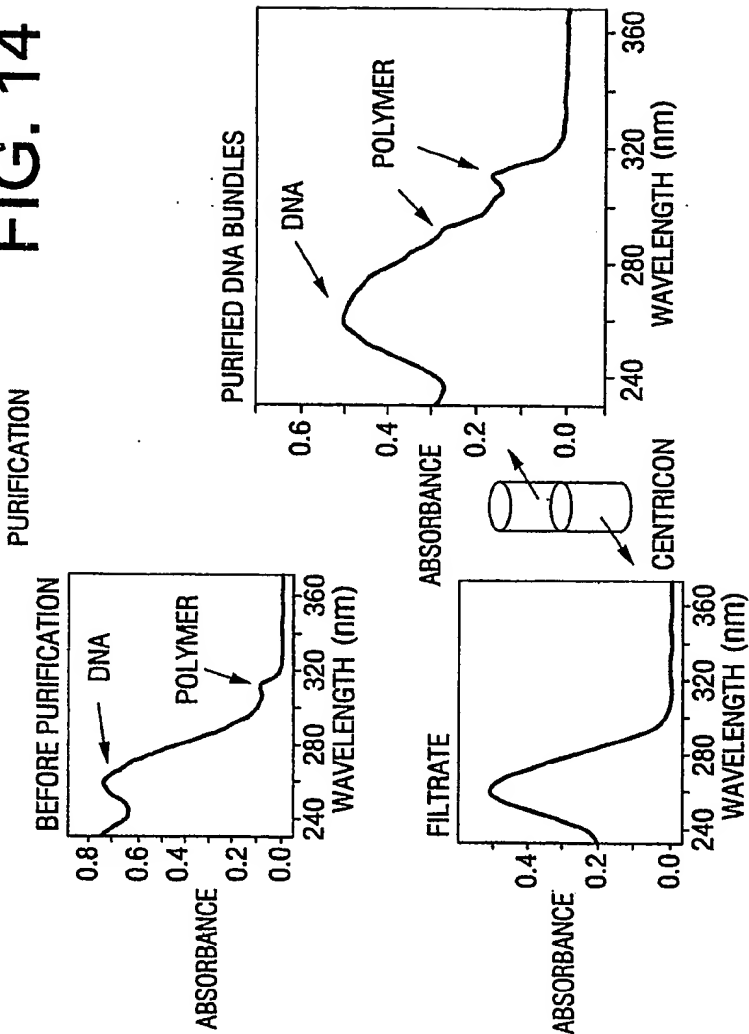 FIG. 14
PURIFICATION
BEFORE PURIFICATION
DNA
POLYMER
ABSORBANCE
0.8
0.6
0.4
0.2
0.0
240 280 320 360
WAVELENGTH (nm)
FILTRATE
ABSORBANCE
0.4
0.2
0.0
240 280 320 360
WAVELENGTH (nm)
CENTRICON
PURIFIED DNA BUNDLES
DNA
POLYMER
ABSORBANCE
0.6
0.4
0.2
0.0
240 280 320 360
WAVELENGTH (nm)